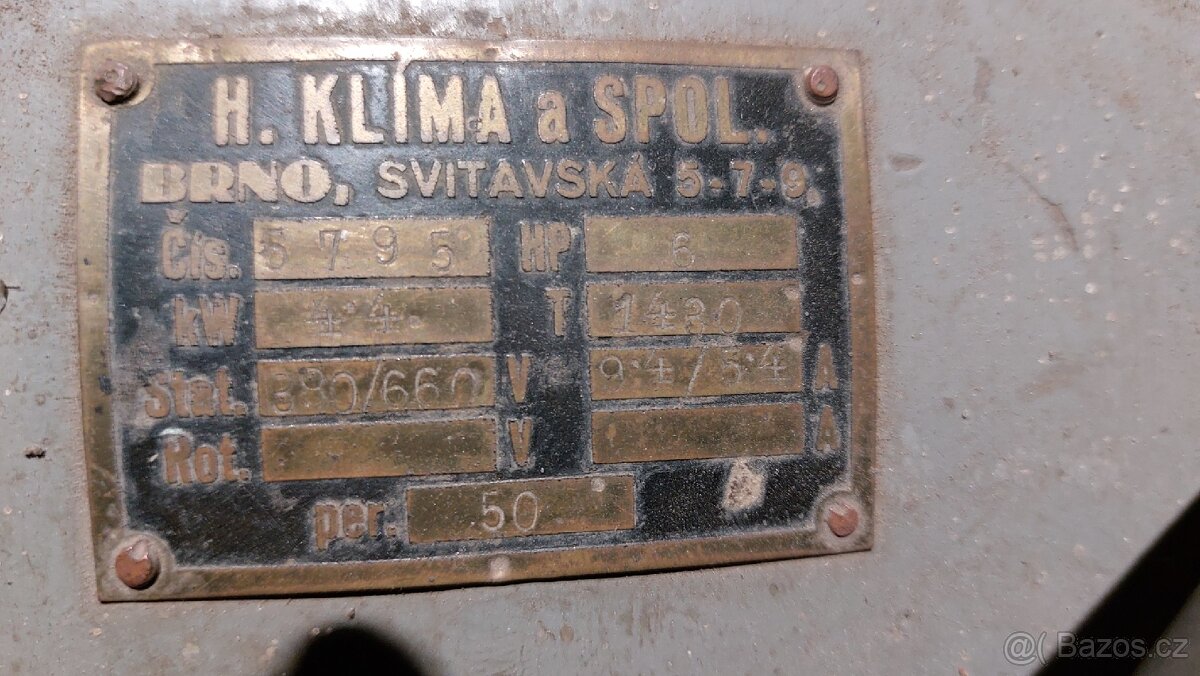 H. KLÍMA a SPOL.
BRNO, SVITAVSKÁ 5-7-9,
Čís. 5795 HP 6
kW 4·4· T 1430
Stat. 380/660 V 9·4/5·4 A
Rot. V A
per. 50
@( Bazos.cz